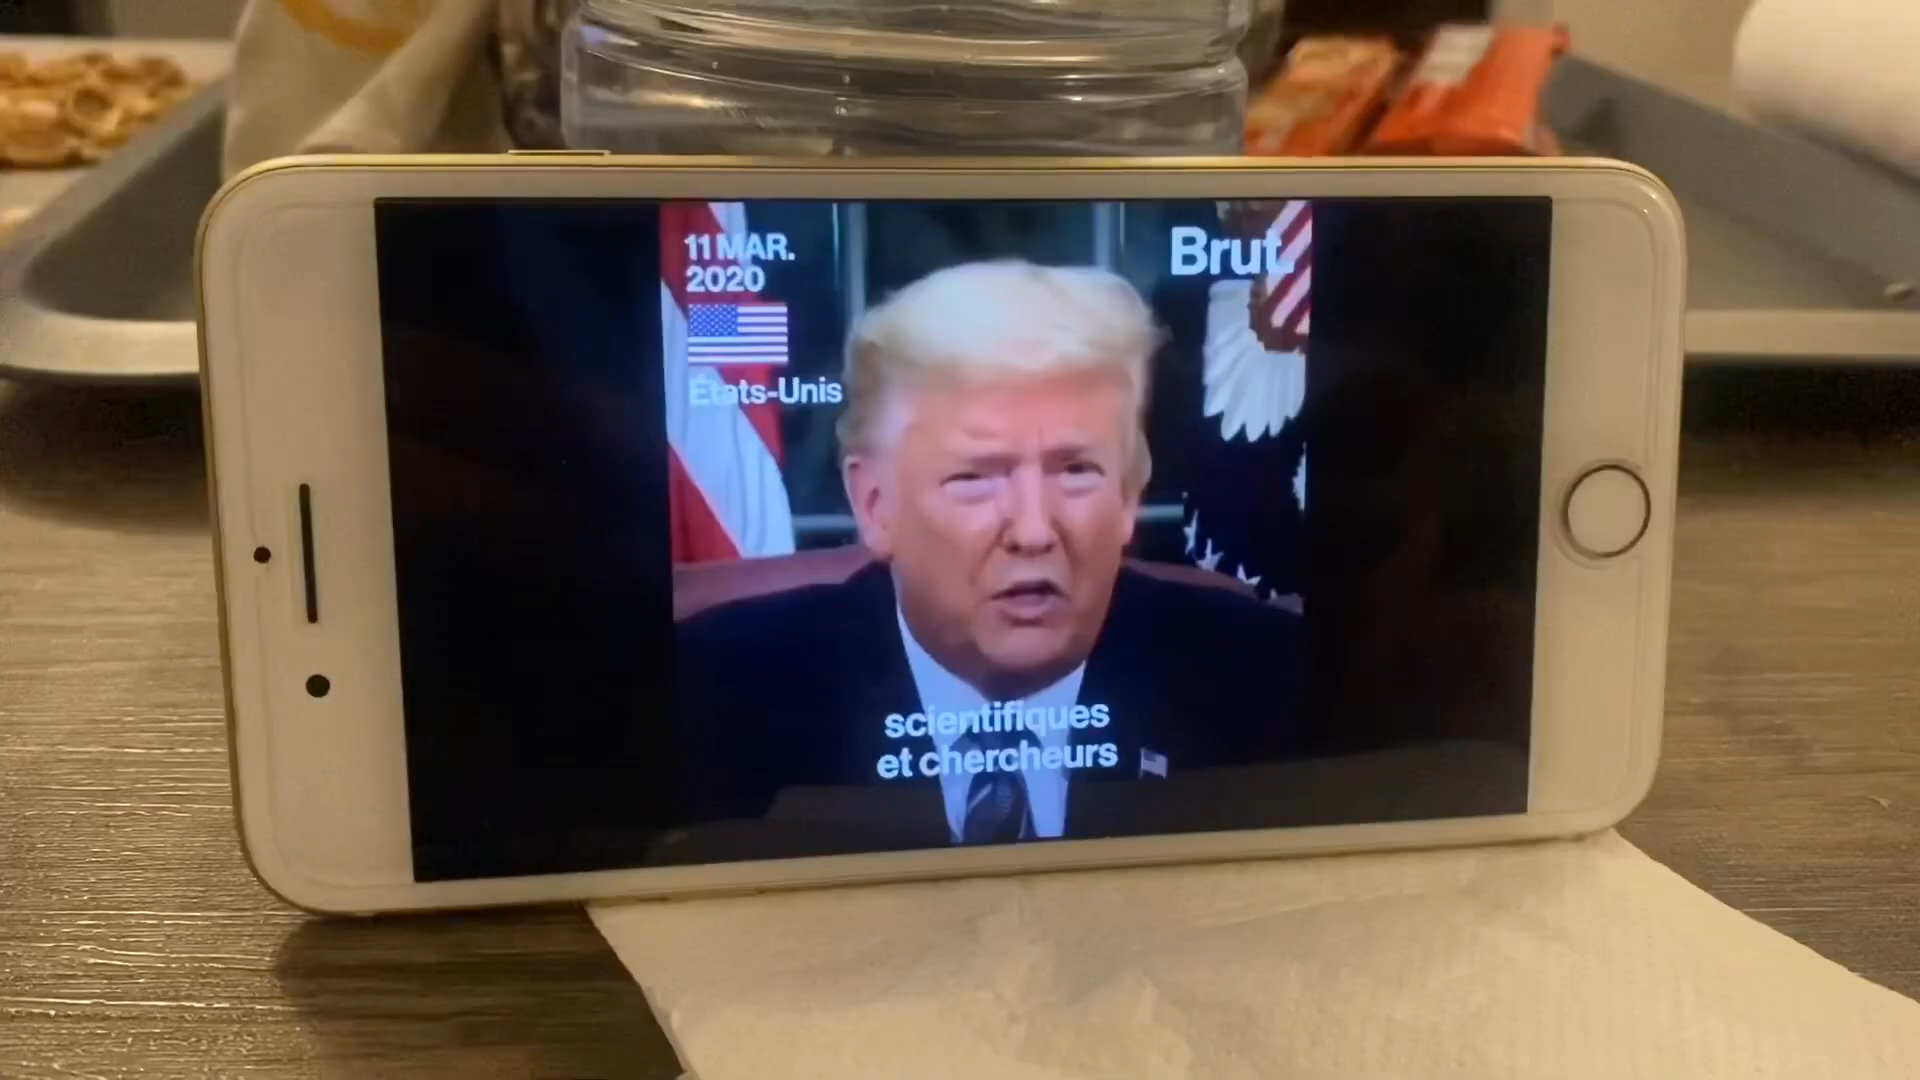 11 MAR.
2020
États-Unis
Brut.
scientifiques
et chercheurs